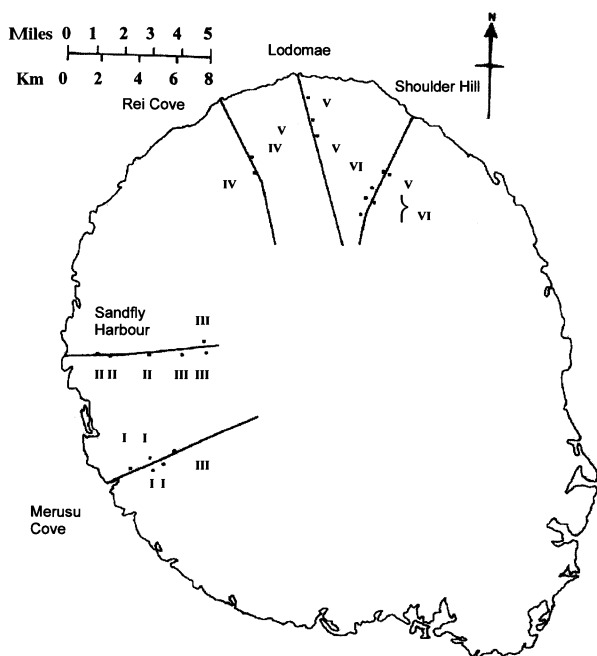 Miles 0 1 2 3 4 5
Km 0 2 4 6 8
N
Lodomae
Rei Cove
Shoulder Hill
V
V
IV
V
VI
IV
V
VI
Sandfly
Harbour
III
II II II III III
I I
III
I I
Merusu
Cove